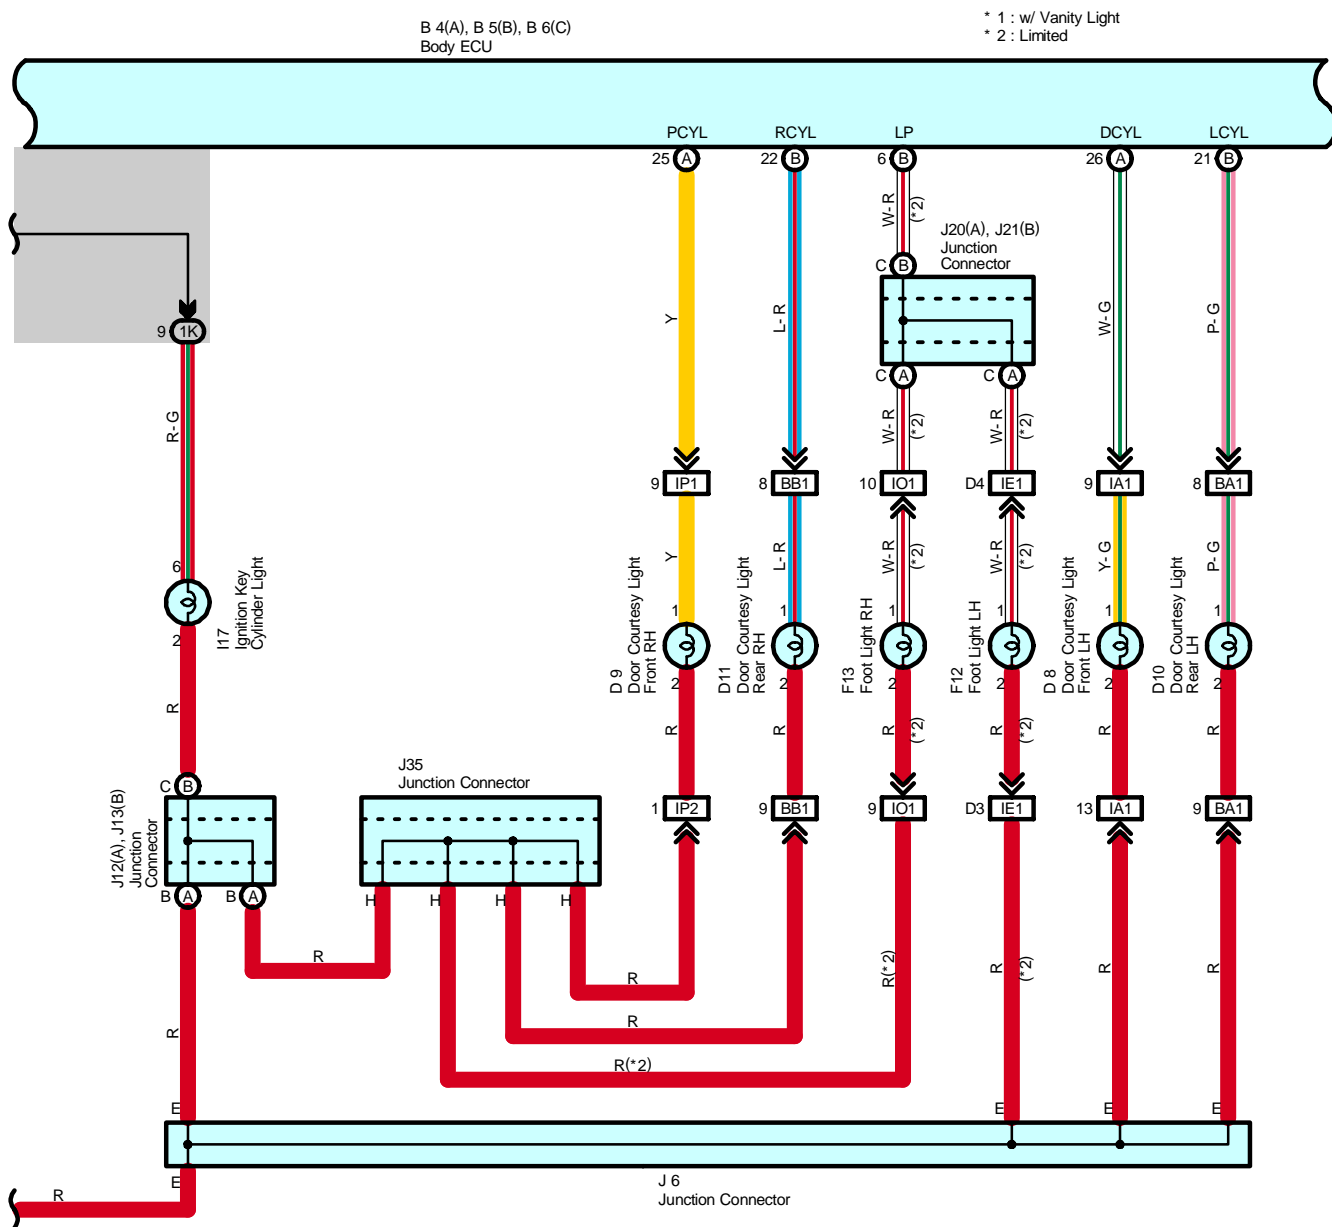 B 4(A), B 5(B), B 6(C)
Body ECU
* 1 : w/ Vanity Light
* 2 : Limited
PCYL
RCYL
LP
DCYL
LCYL
25 A
22 B
6 B
26 A
21 B
W-R
(*2)
J20(A), J21(B)
Junction
Connector
C B
9 1K
Y
L-R
W-G
P-G
C A
C A
R-G
W-R
(*2)
W-R
(*2)
9 IP1
8 BB1
10 IO1
D4 IE1
9 IA1
8 BA1
Y
L-R
W-R
(*2)
W-R
(*2)
Y-G
P-G
6
2
I17
Ignition Key
Cylinder Light
1
1
1
1
1
1
D 9
Door Courtesy Light
Front RH
D11
Door Courtesy Light
Rear RH
F13
Foot Light RH
F12
Foot Light LH
D 8
Door Courtesy Light
Front LH
D10
Door Courtesy Light
Rear LH
2
2
2
2
2
2
R
R
R
R
(*2)
R
(*2)
R
R
J35
Junction Connector
C B
J12(A), J13(B)
Junction
Connector
1 IP2
9 BB1
9 IO1
D3 IE1
13 IA1
9 BA1
B A
B A
H
H
H
H
R
R
R
R(*2)
R(*2)
R
R
(*2)
R
R
E
E
E
E
E
R
J 6
Junction Connector